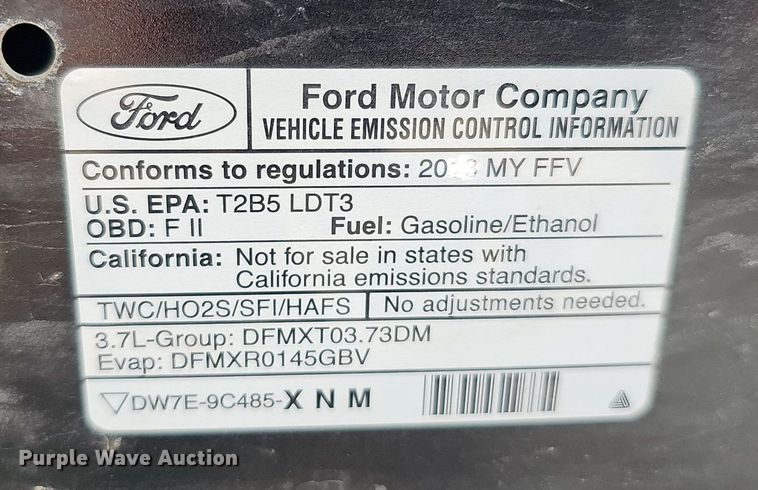 Ford
Ford Motor Company
VEHICLE EMISSION CONTROL INFORMATION
Conforms to regulations: 2013 MY FFV
U.S. EPA: T2B5 LDT3
OBD: F II Fuel: Gasoline/Ethanol
California: Not for sale in states with
California emissions standards.
TWC/HO2S/SFI/HAFS No adjustments needed.
3.7L-Group: DFMXT03.73DM
Evap: DFMXR0145GBV
▽DW7E-9C485-X N M
Purple Wave Auction